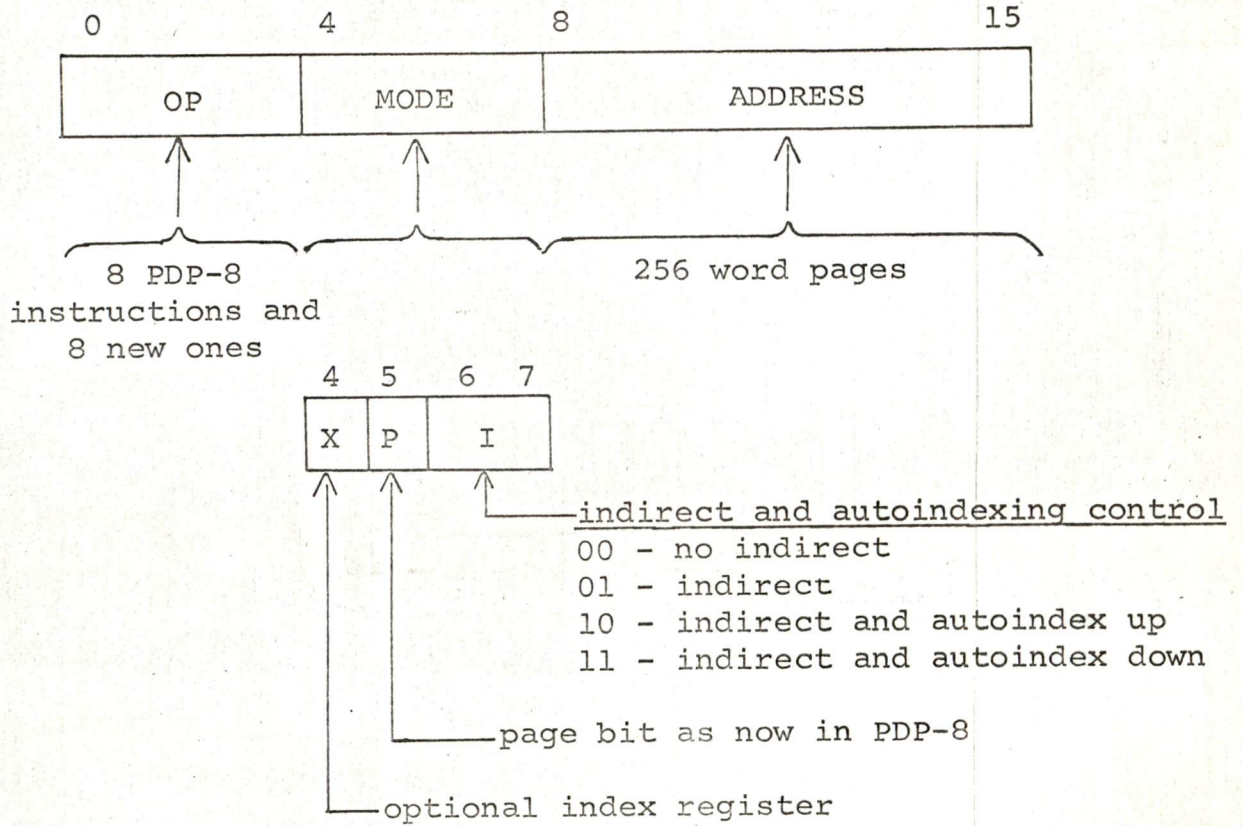 0 4 8 15
OP MODE ADDRESS
8 PDP-8
instructions and
8 new ones
256 word pages
4 5 6 7
X P I
indirect and autoindexing control
00 - no indirect
01 - indirect
10 - indirect and autoindex up
11 - indirect and autoindex down
page bit as now in PDP-8
optional index register